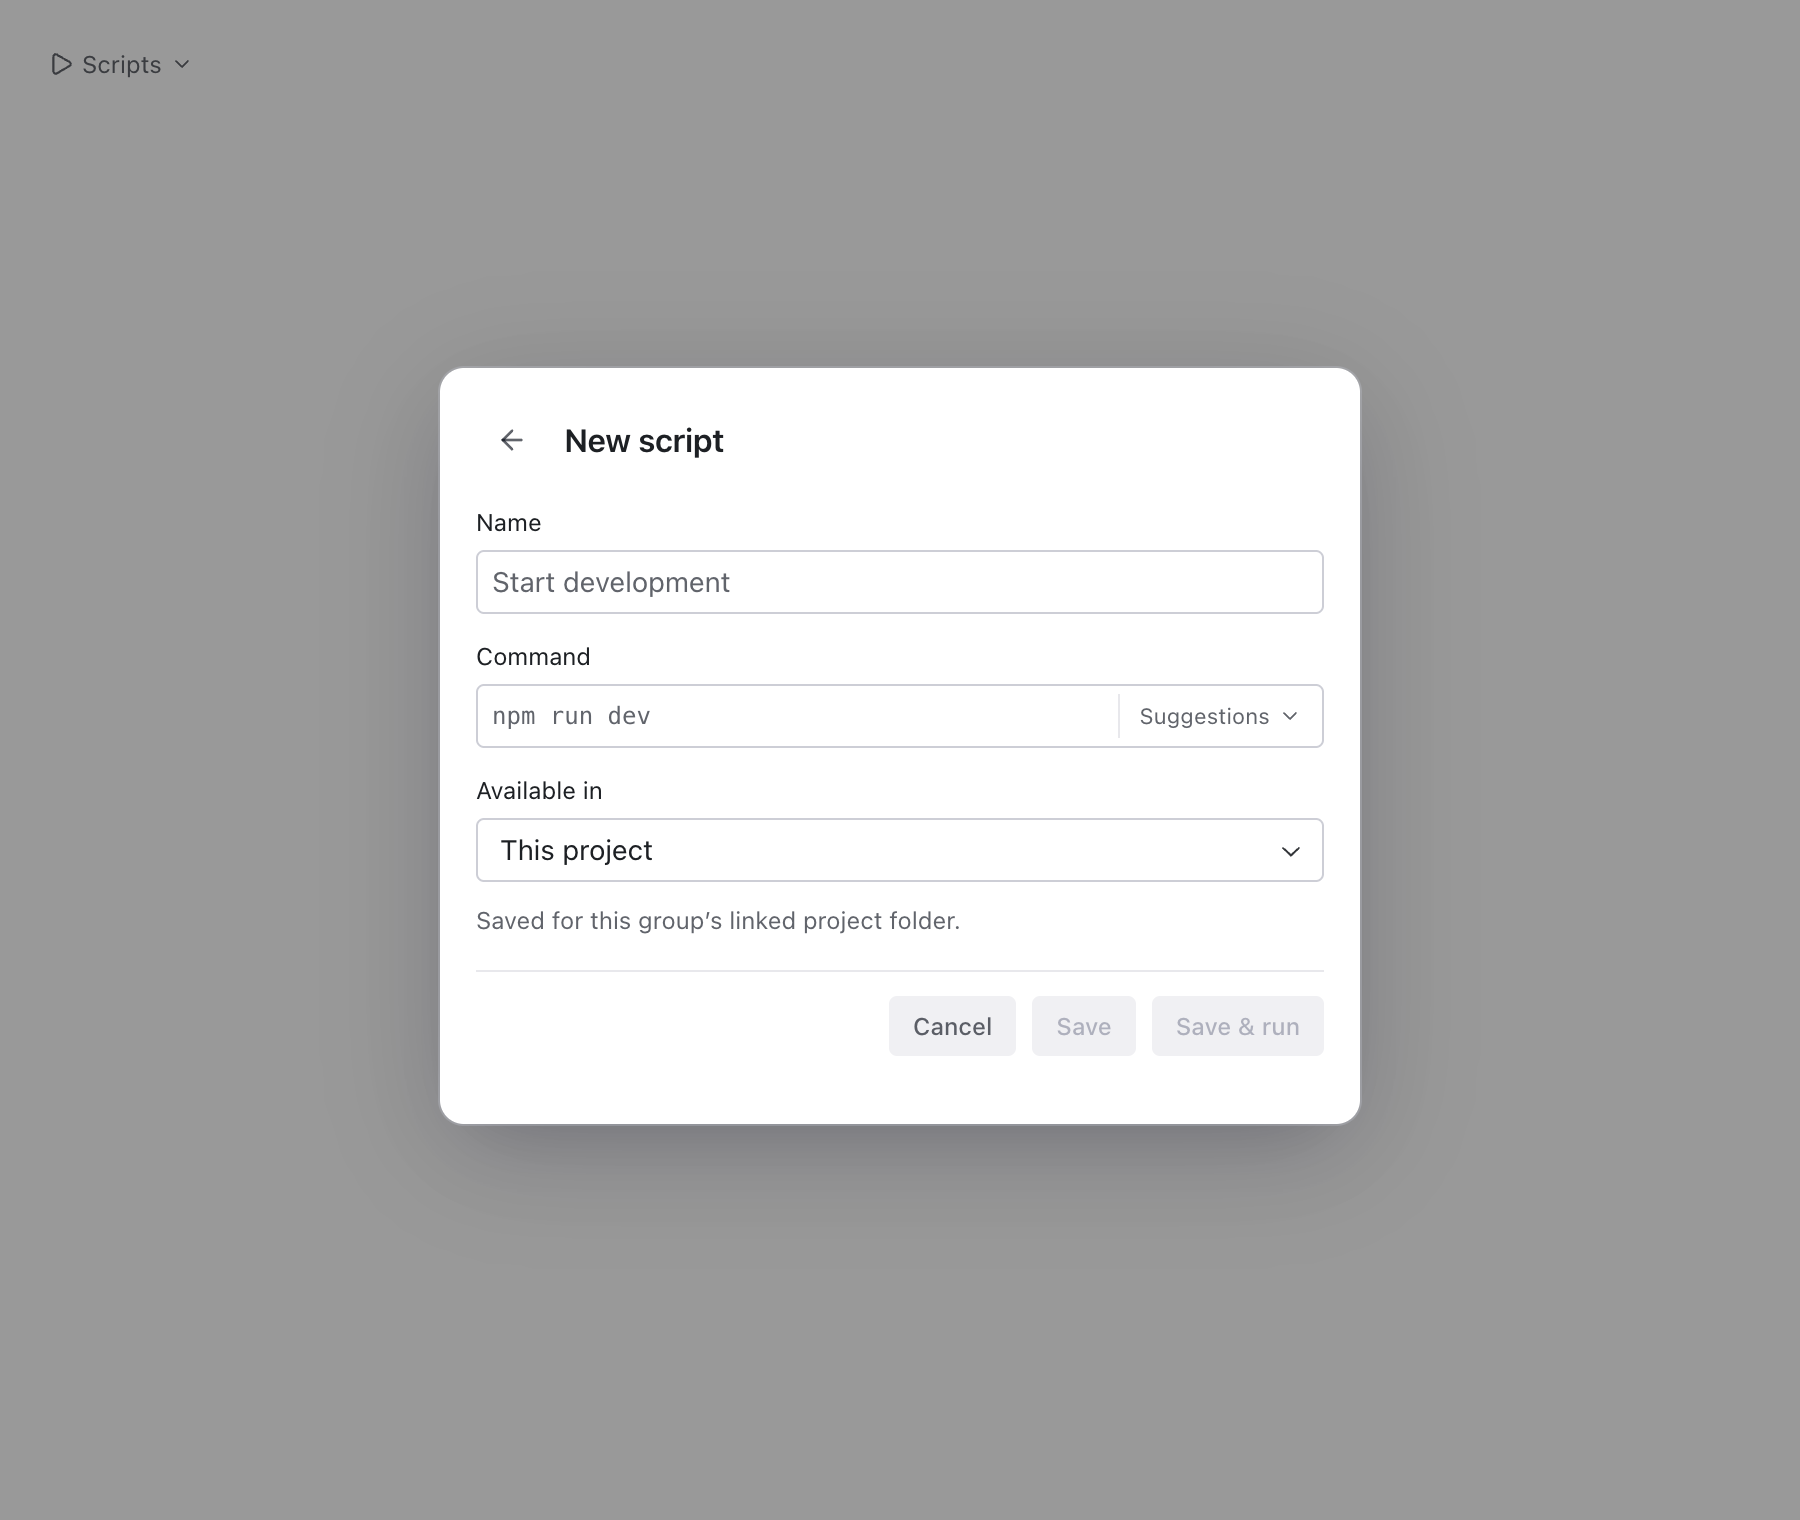 Scripts
New script
Name
Start development
Command
npm run dev
Suggestions
Available in
This project
Saved for this group’s linked project folder.
Cancel
Save
Save & run